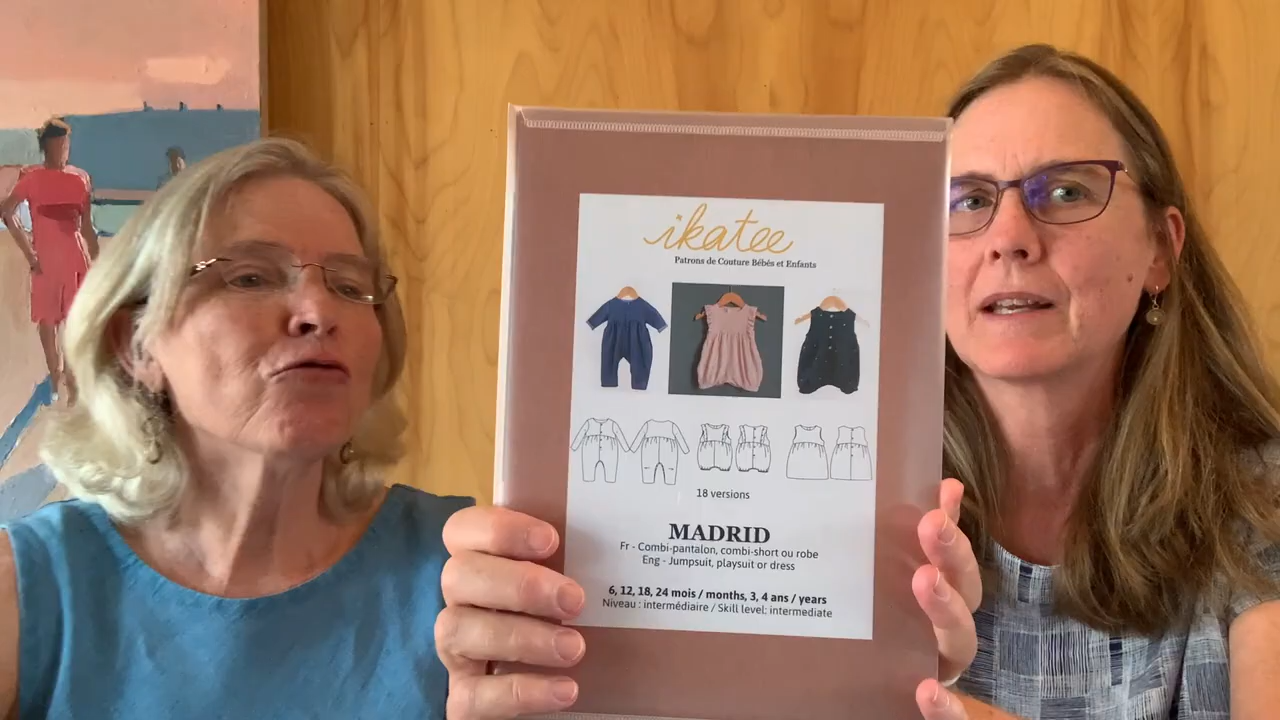 ikatee
Patrons de Couture Bébés et Enfants
18 versions
MADRID
Fr - Combi-pantalon, combi-short ou robe
Eng - Jumpsuit, playsuit or dress
6, 12, 18, 24 mois / months, 3, 4 ans / years
Niveau : intermédiaire / Skill level: intermediate